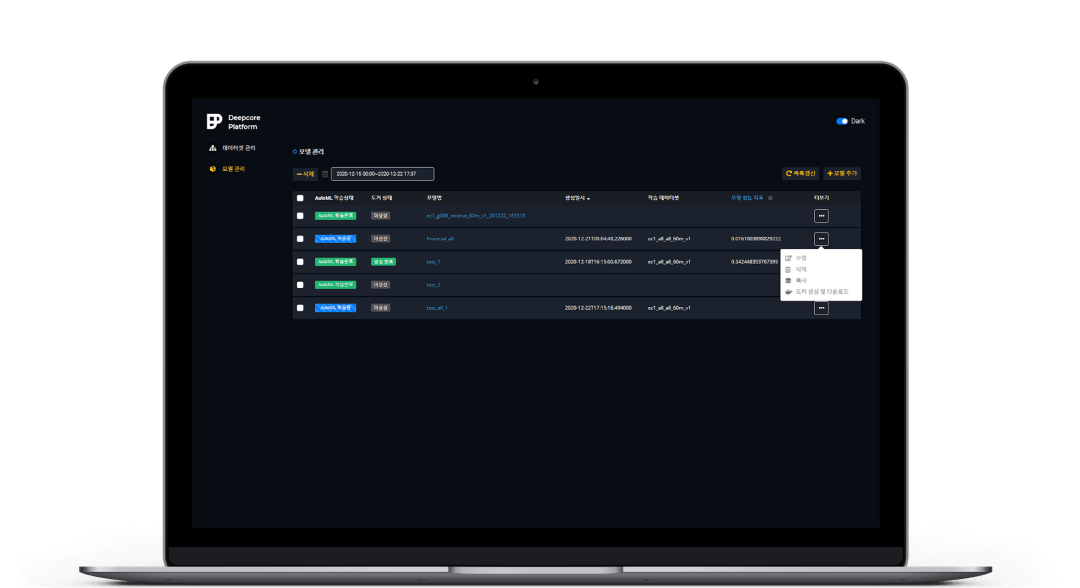 Deepcore
Platform
Dark
데이터셋 관리
모델 관리
모델 관리
삭제
2020-12-15 00:00~2020-12-22 17:37
목록갱신
모델 추가
AutoML 학습상태 도커 상태 모델명 생성일시 학습 데이터셋 모델 성능 지표 더보기
AutoML 학습완료 미생성 ec1_g006_receive_60m_v1_201222_165318
AutoML 학습중 미생성 financial_all 2020-12-21T08:04:48.226000 ec1_all_all_60m_v1 0.0161003898829222
AutoML 학습완료 생성 완료 test_1 2020-12-18T16:15:00.672000 ec1_all_all_60m_v1 0.342448353767395
AutoML 학습완료 미생성 test_3
AutoML 학습중 미생성 test_all_1 2020-12-22T17:15:18.494000 ec1_all_all_60m_v1
수정
삭제
복사
도커 생성 및 다운로드